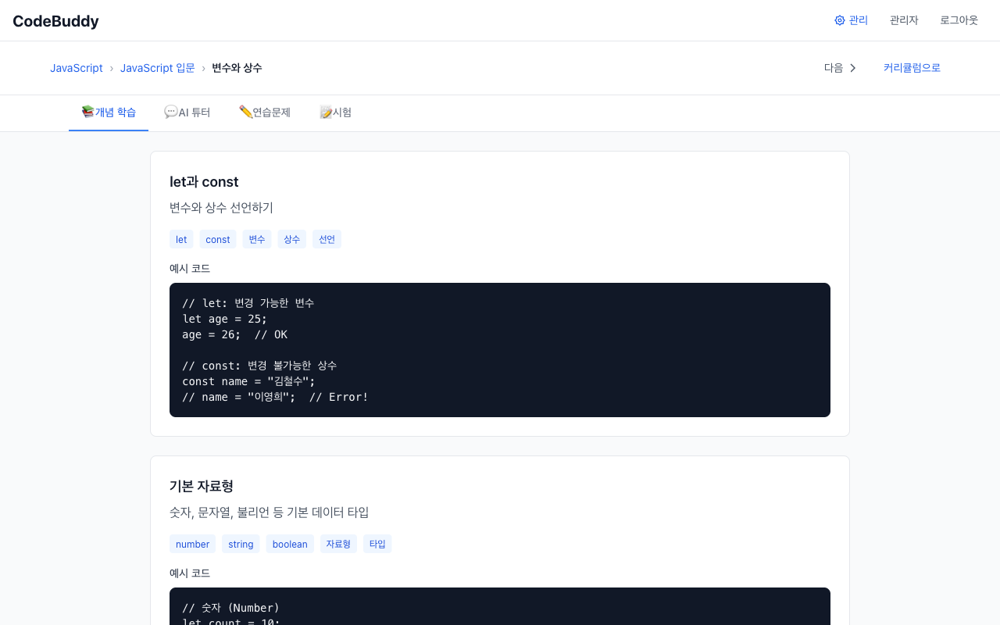 CodeBuddy
관리 관리자 로그아웃
JavaScript › JavaScript 입문 › 변수와 상수
다음 커리큘럼으로
개념 학습 AI 튜터 연습문제 시험
let과 const
변수와 상수 선언하기
let const 변수 상수 선언
예시 코드
// let: 변경 가능한 변수
let age = 25;
age = 26;  // OK
// const: 변경 불가능한 상수
const name = "김철수";
// name = "이영희";  // Error!
기본 자료형
숫자, 문자열, 불리언 등 기본 데이터 타입
number string boolean 자료형 타입
예시 코드
// 숫자 (Number)
let count = 10;